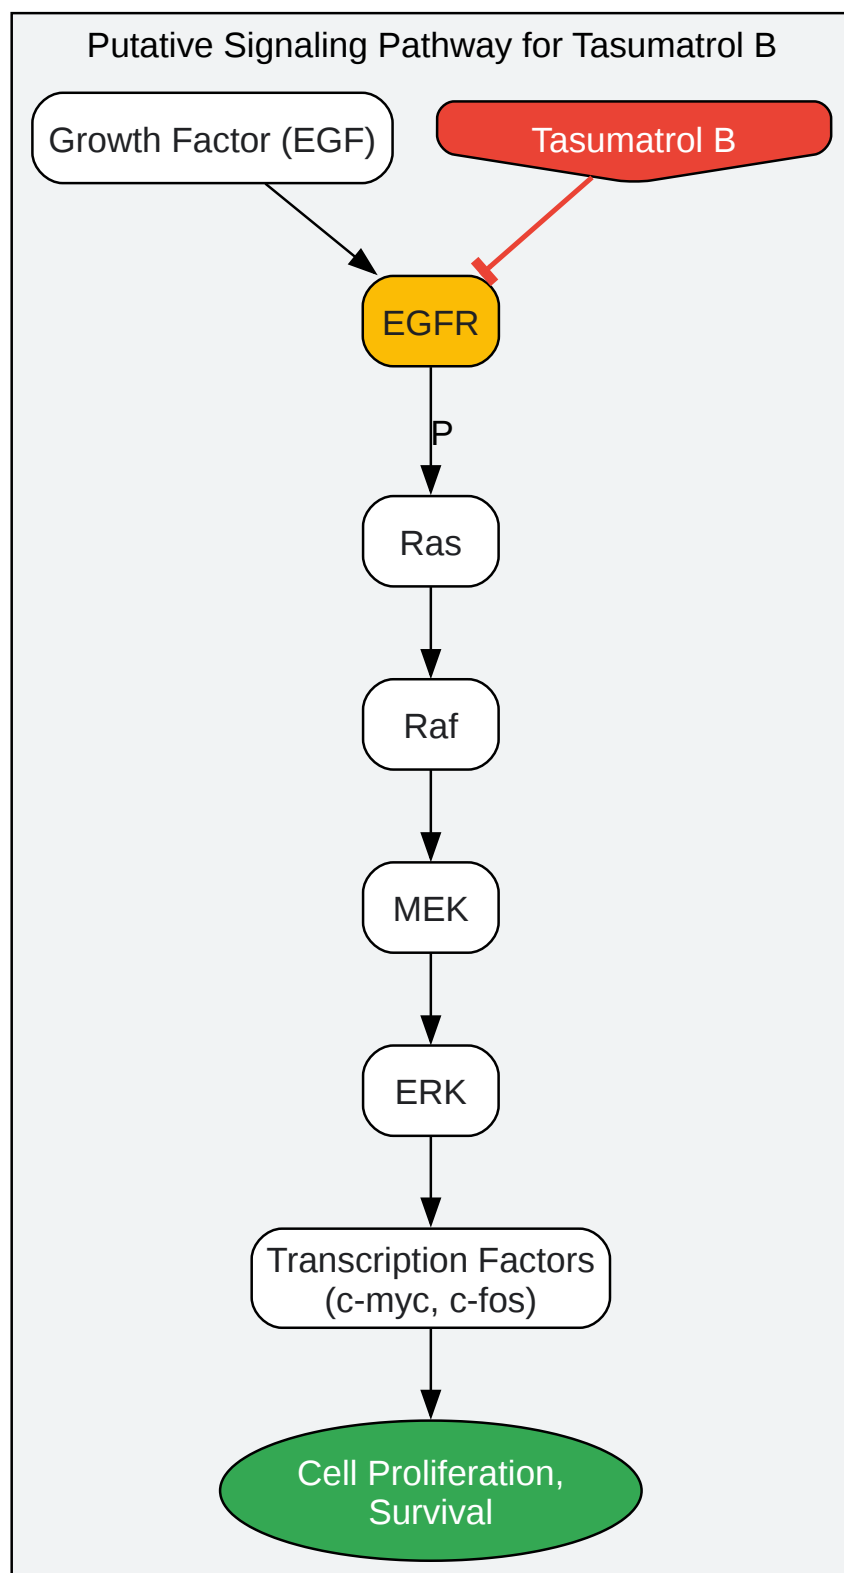 Putative Signaling Pathway for Tasumatrol B
Growth Factor (EGF)
Tasumatrol B
EGFR
P
Ras
Raf
MEK
ERK
Transcription Factors
(c-myc, c-fos)
Cell Proliferation,
Survival